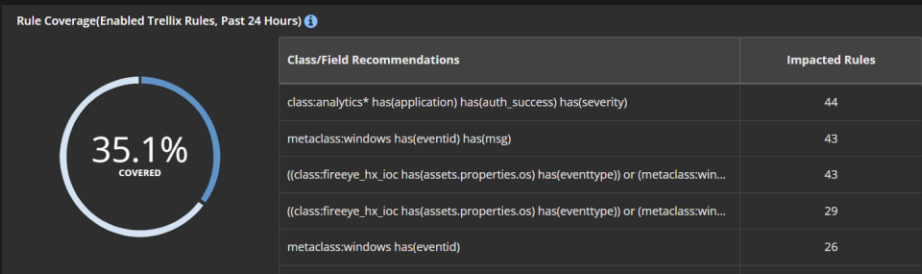 Rule Coverage(Enabled Trellix Rules, Past 24 Hours) i
35.1%
COVERED
Class/Field Recommendations Impacted Rules
class:analytics* has(application) has(auth_success) has(severity) 44
metaclass:windows has(eventid) has(msg) 43
((class:fireeye_hx_ioc has(assets.properties.os) has(eventtype)) or (metaclass:win... 43
((class:fireeye_hx_ioc has(assets.properties.os) has(eventtype)) or (metaclass:win... 29
metaclass:windows has(eventid) 26